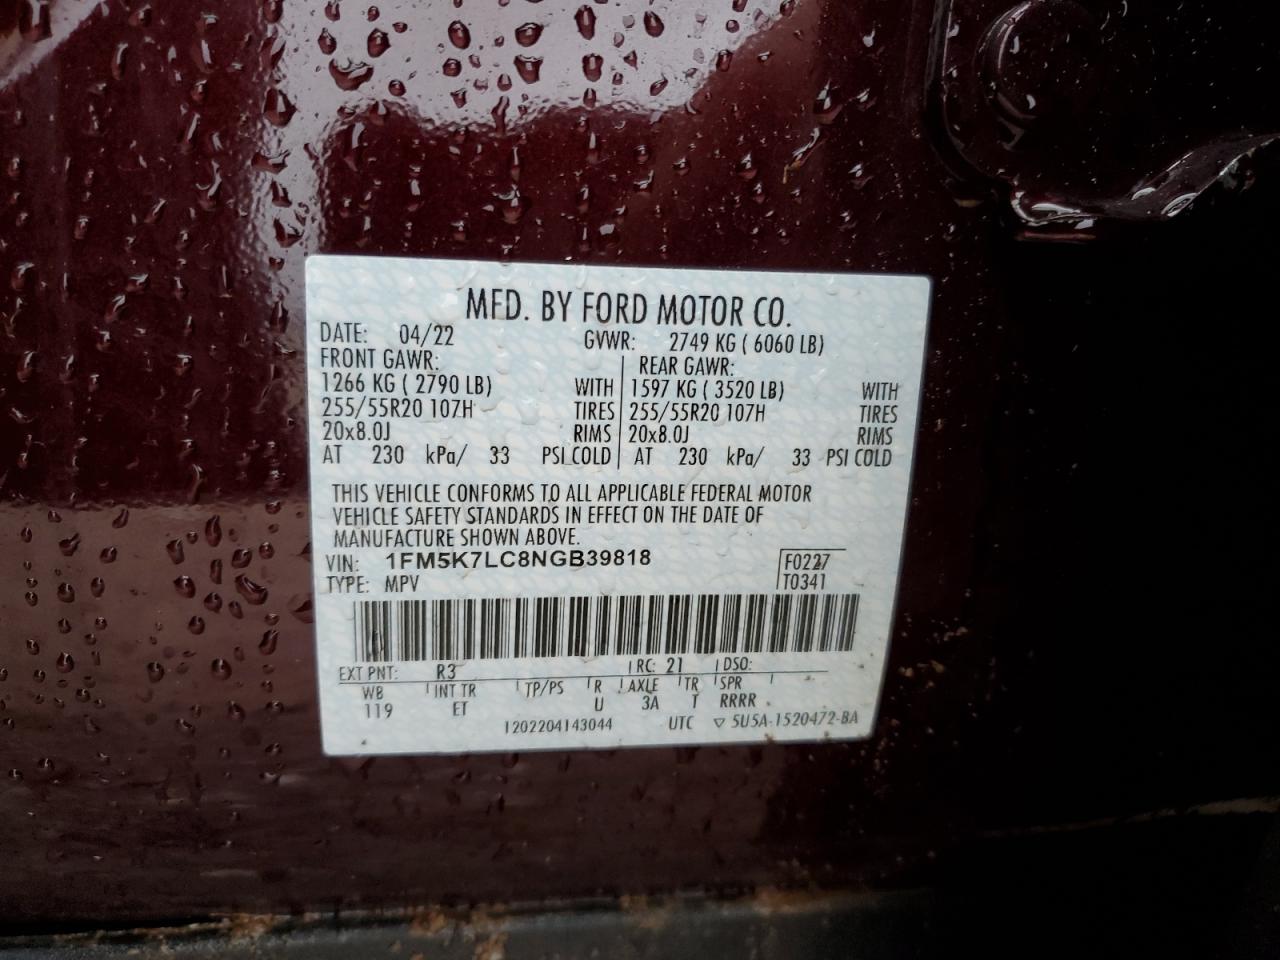 MFD. BY FORD MOTOR CO.
DATE: 04/22 GVWR: 2749 KG ( 6060 LB)
FRONT GAWR: REAR GAWR:
1266 KG ( 2790 LB) WITH 1597 KG ( 3520 LB) WITH
255/55R20 107H TIRES 255/55R20 107H TIRES
20x8.0J RIMS 20x8.0J RIMS
AT 230 kPa/ 33 PSI COLD AT 230 kPa/ 33 PSI COLD
THIS VEHICLE CONFORMS TO ALL APPLICABLE FEDERAL MOTOR
VEHICLE SAFETY STANDARDS IN EFFECT ON THE DATE OF
MANUFACTURE SHOWN ABOVE.
VIN: 1FM5K7LC8NGB39818 F0227
TYPE: MPV T0341
EXT PNT: R3 RC: 21 DSO:
WB INT TR TP/PS R AXLE TR SPR
119 ET U 3A T RRRR
1202204143044 UTC ▽ 5U5A-1520472-BA